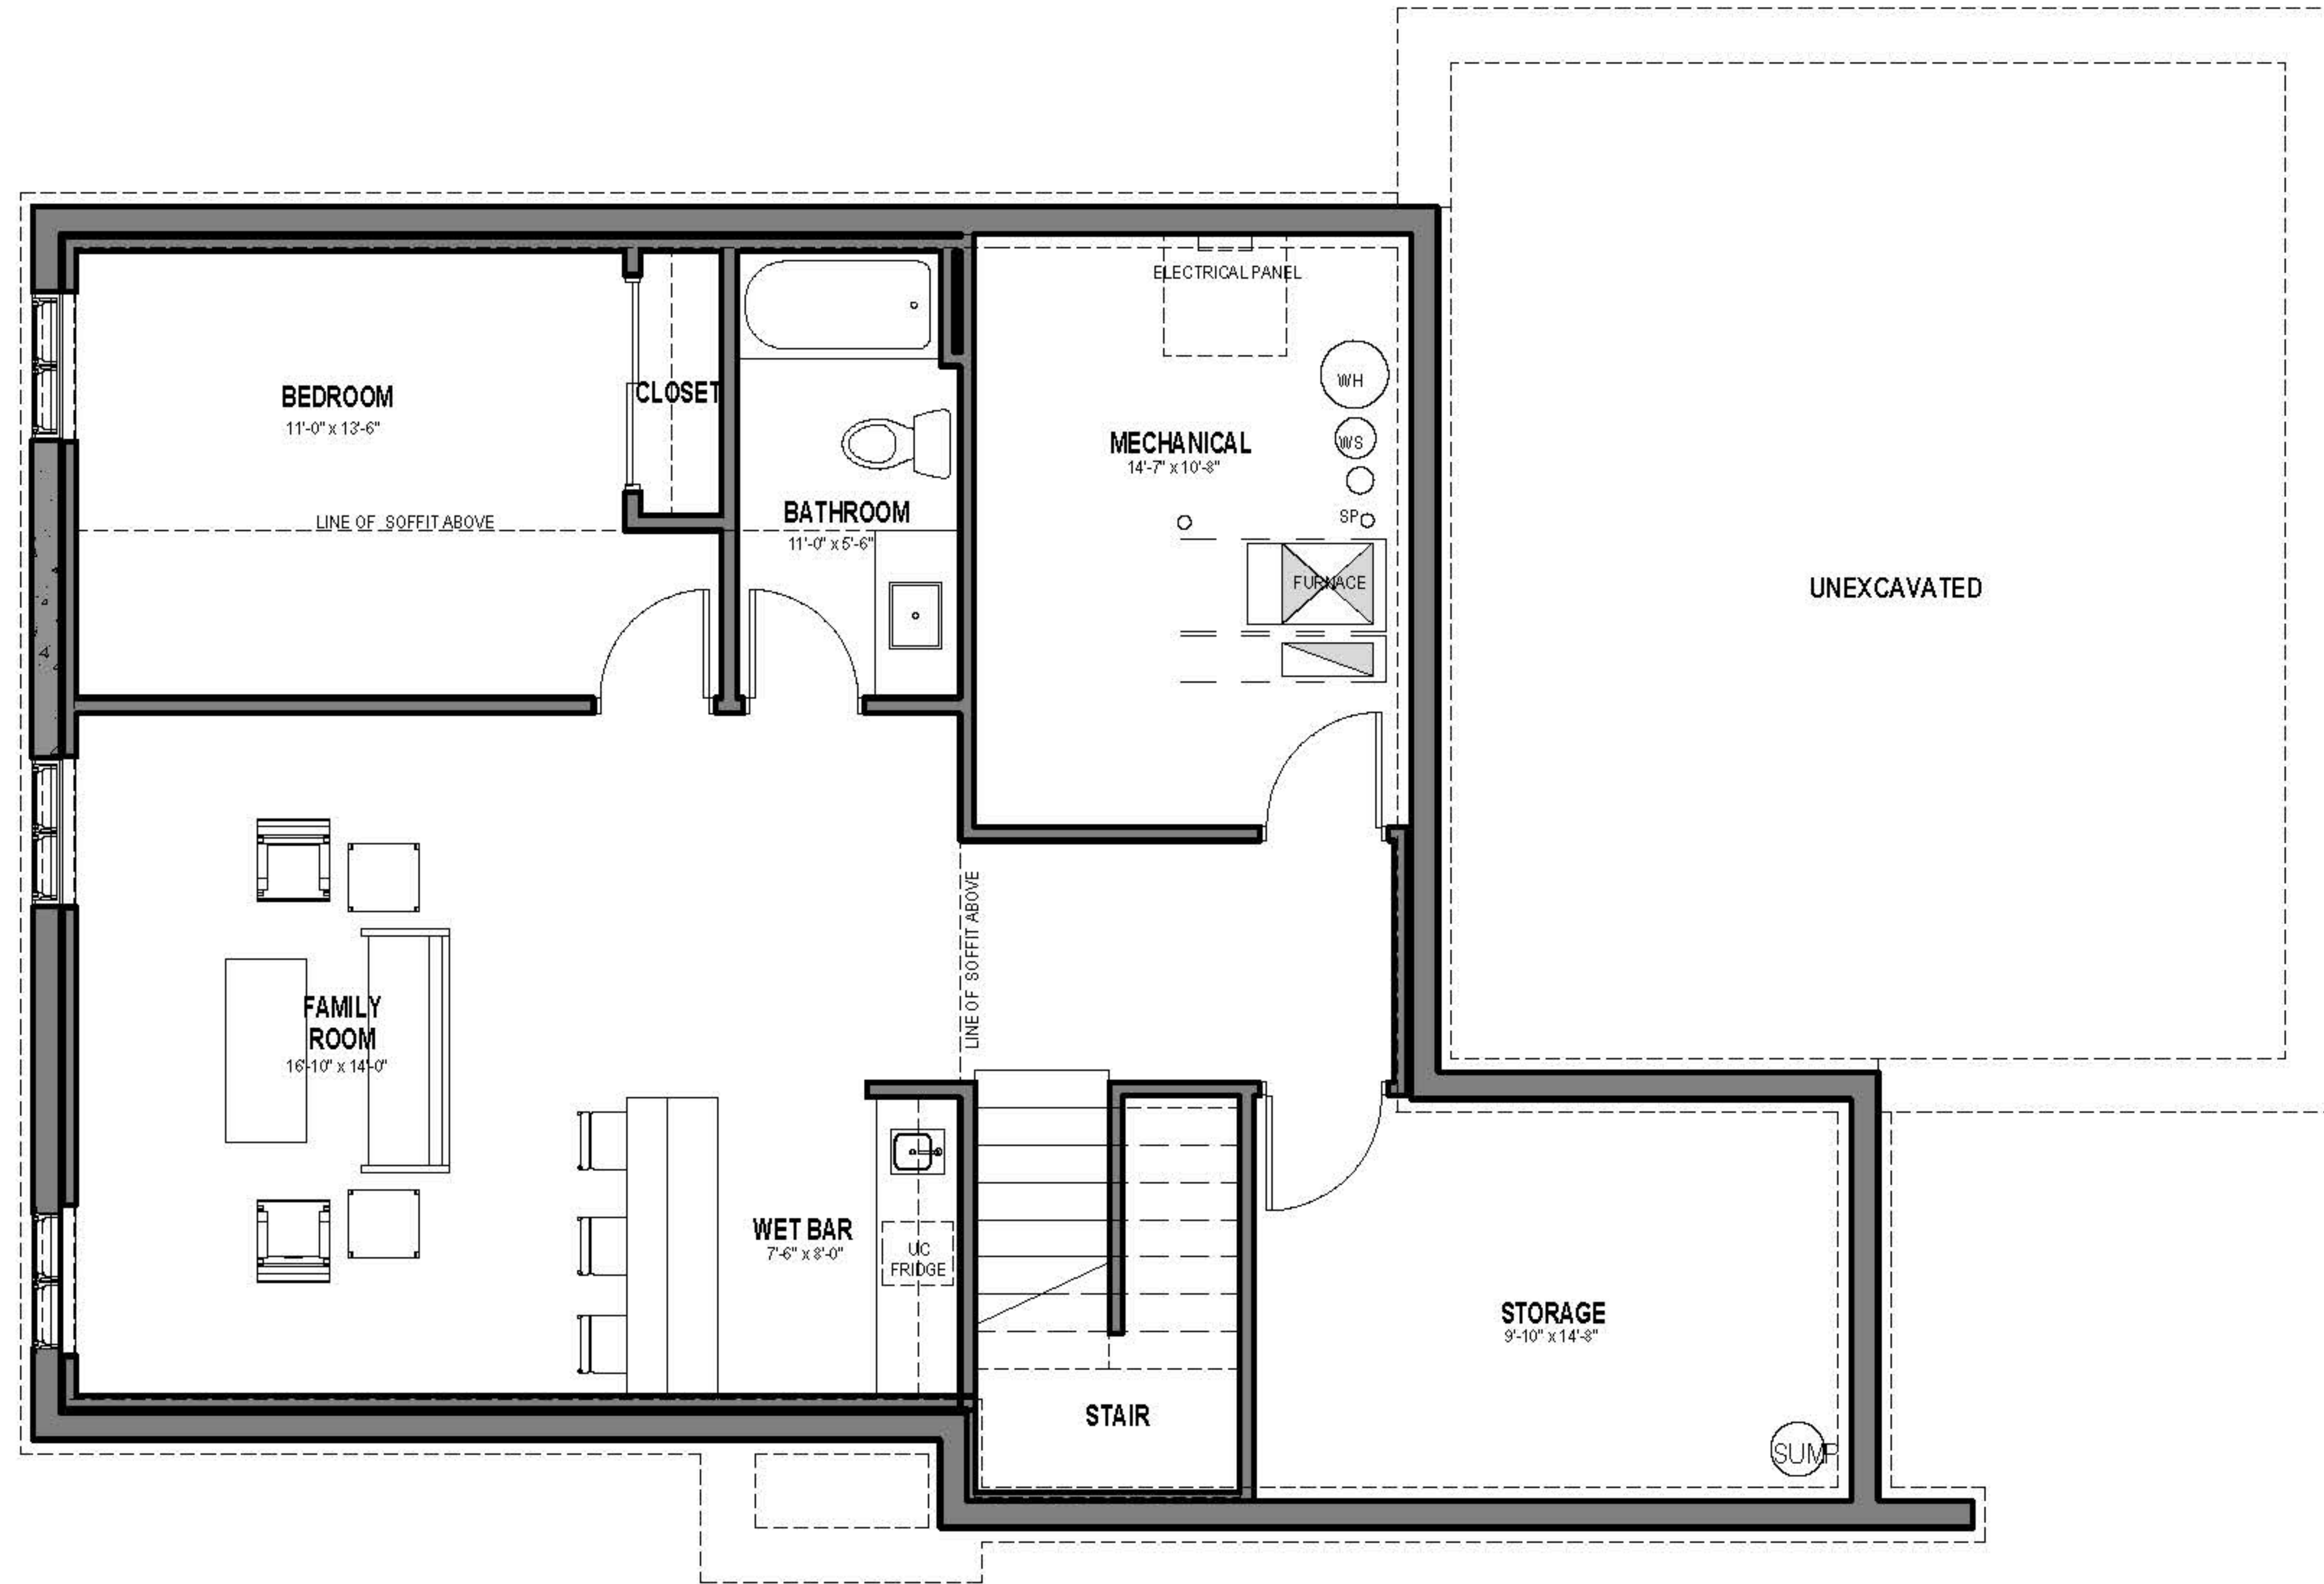 ELECTRICAL PANEL
WH
BEDROOM
11'-0" x 13'-6"
CLOSET
MECHANICAL
14'-7" x 10'-8"
WS
BATHROOM
11'-0" x 5'-6"
LINE OF SOFFIT ABOVE
SP
FURNACE
UNEXCAVATED
LINE OF SOFFIT ABOVE
FAMILY
ROOM
16'-10" x 14'-0"
WET BAR
7'-6" x 8'-0"
UC
FRIDGE
STORAGE
9'-10" x 14'-8"
STAIR
SUMP